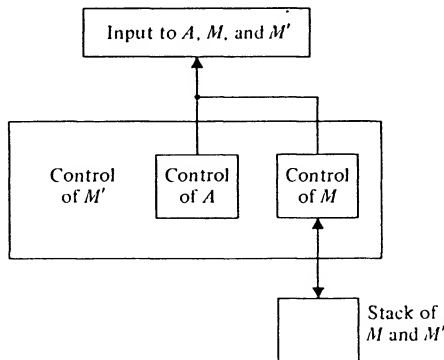 Input to A, M, and M'
Control
of M'
Control
of A
Control
of M
Stack of
M and M'